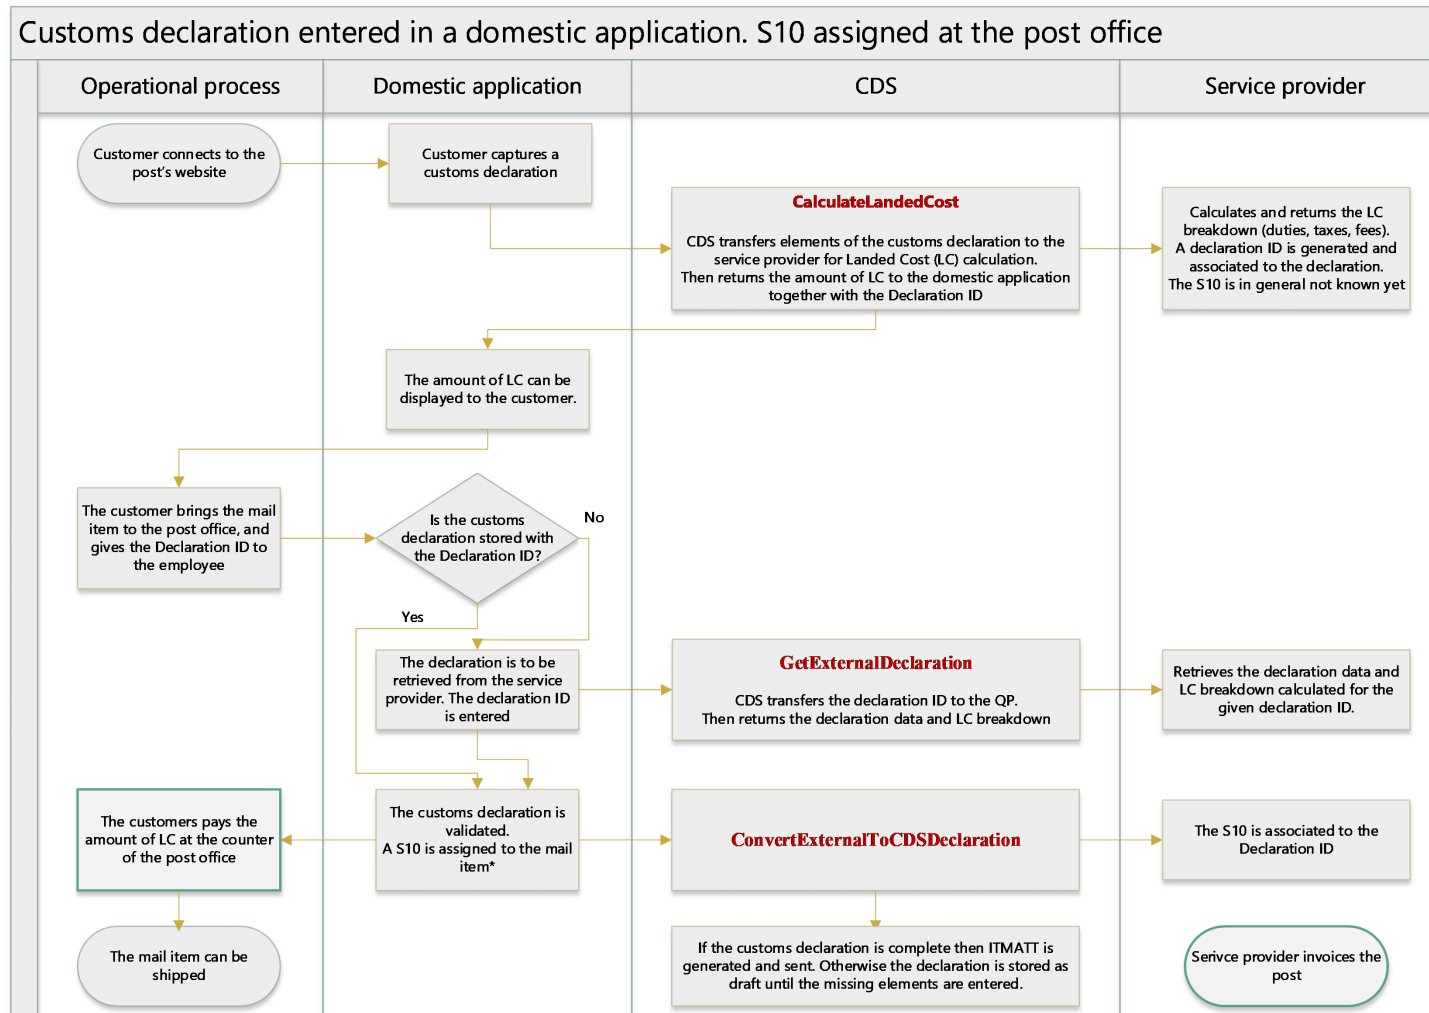 Customs declaration entered in a domestic application. S10 assigned at the post office
Operational process
Domestic application
CDS
Service provider
Customer connects to the
post's website
Customer captures a
customs declaration
CalculateLandedCost
CDS transfers elements of the customs declaration to the
service provider for Landed Cost (LC) calculation.
Then returns the amount of LC to the domestic application
together with the Declaration ID
Calculates and returns the LC
breakdown (duties, taxes, fees).
A declaration ID is generated and
associated to the declaration.
The S10 is in general not known yet
The amount of LC can be
displayed to the customer.
The customer brings the mail
item to the post office, and
gives the Declaration ID to
the employee
Is the customs
declaration stored with
the Declaration ID?
No
Yes
The declaration is to be
retrieved from the service
provider. The declaration ID
is entered
GetExternalDeclaration
CDS transfers the declaration ID to the QP.
Then returns the declaration data and LC breakdown
Retrieves the declaration data and
LC breakdown calculated for the
given declaration ID.
The customers pays the
amount of LC at the counter
of the post office
The customs declaration is
validated.
A S10 is assigned to the mail
item*
ConvertExternalToCDSDeclaration
The S10 is associated to the
Declaration ID
The mail item can be
shipped
If the customs declaration is complete then ITMATT is
generated and sent. Otherwise the declaration is stored as
draft until the missing elements are entered.
Serivce provider invoices the
post